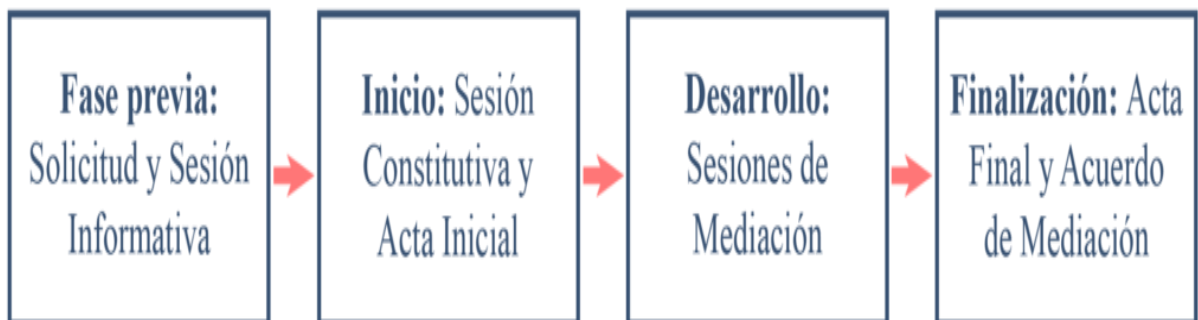 Fase previa:
Solicitud y Sesión
Informativa
Inicio: Sesión
Constitutiva y
Acta Inicial
Desarrollo:
Sesiones de
Mediación
Finalización: Acta
Final y Acuerdo
de Mediación